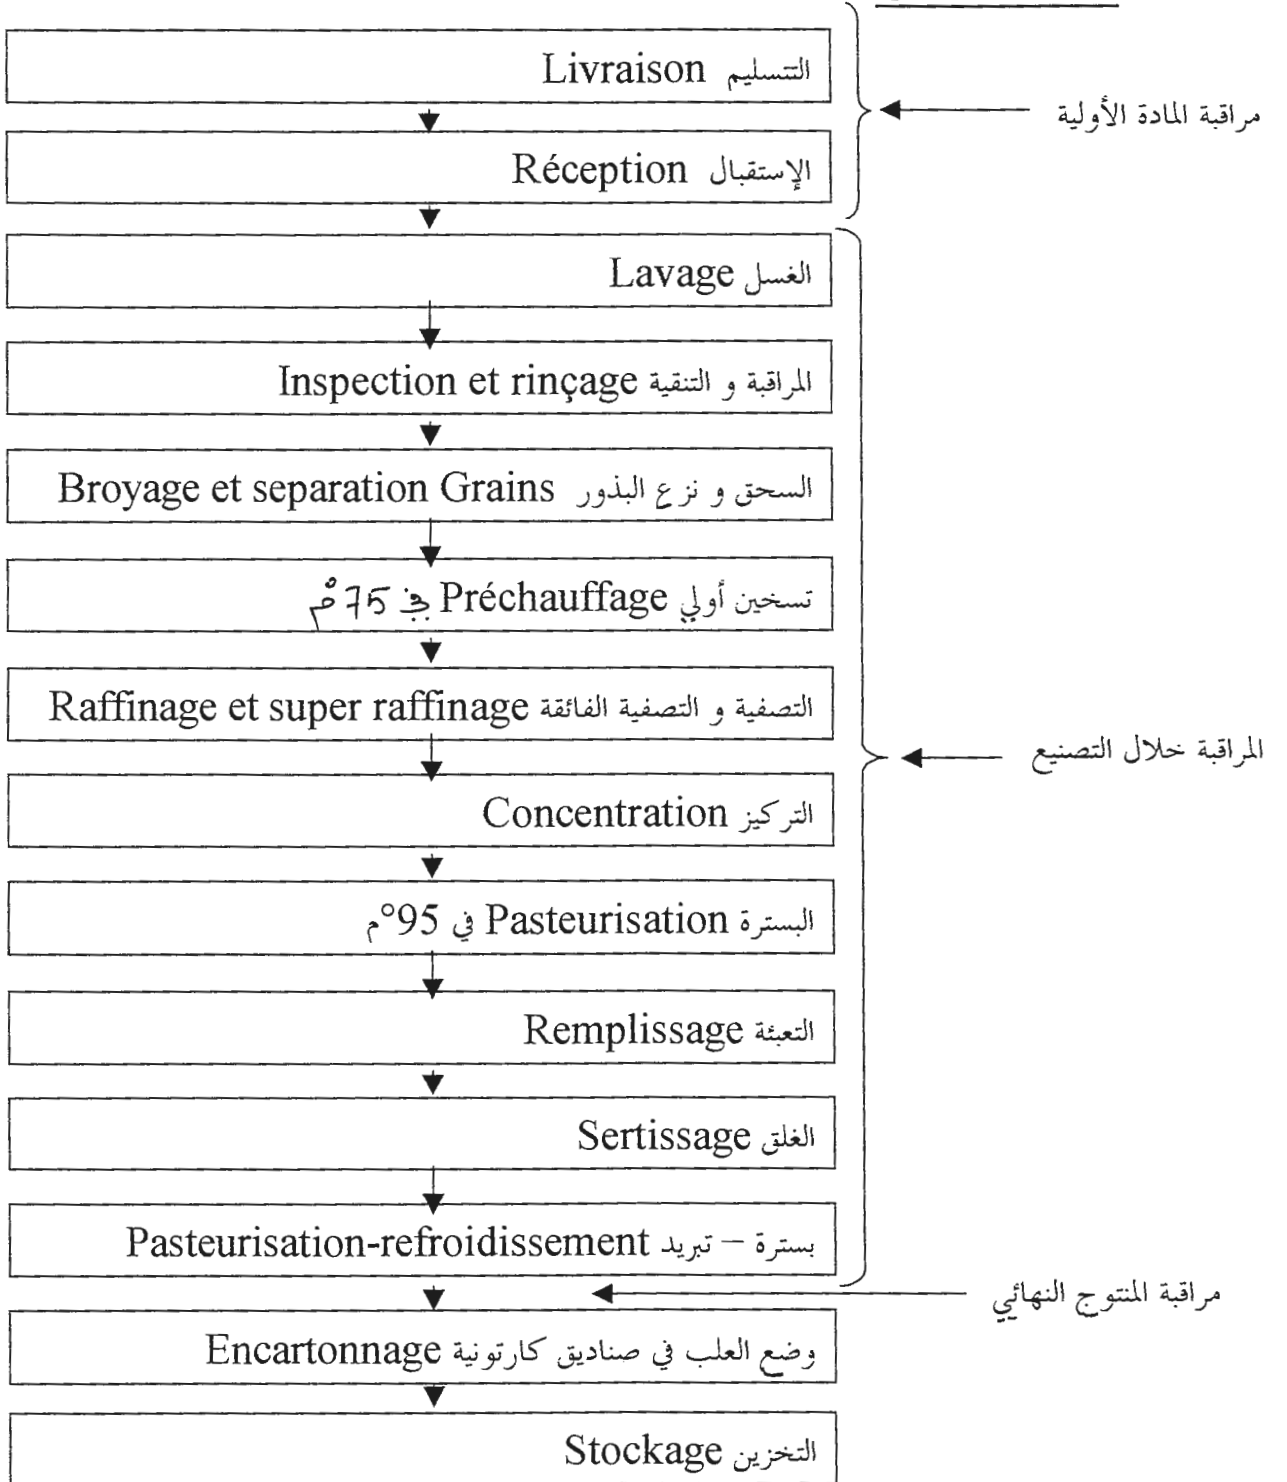 التتسليم Livraison
مراقبة المادة الأولية
الإستقبال Réception
الغسل Lavage
المراقبة و التنقية Inspection et rinçage
السحق و نزع البذور Broyage et separation Grains
تسخين أولي Préchauffage في 75°م
التصفية و التصفية الفائقة Raffinage et super raffinage
المراقبة خلال التصنيع
التركيز Concentration
البسترة Pasteurisation في 95°م
التعبئة Remplissage
الغلق Sertissage
بسترة – تبريد Pasteurisation-refroidissement
مراقبة المنتوج النهائي
وضع العلب في صناديق كارتونية Encartonnage
التخزين Stockage